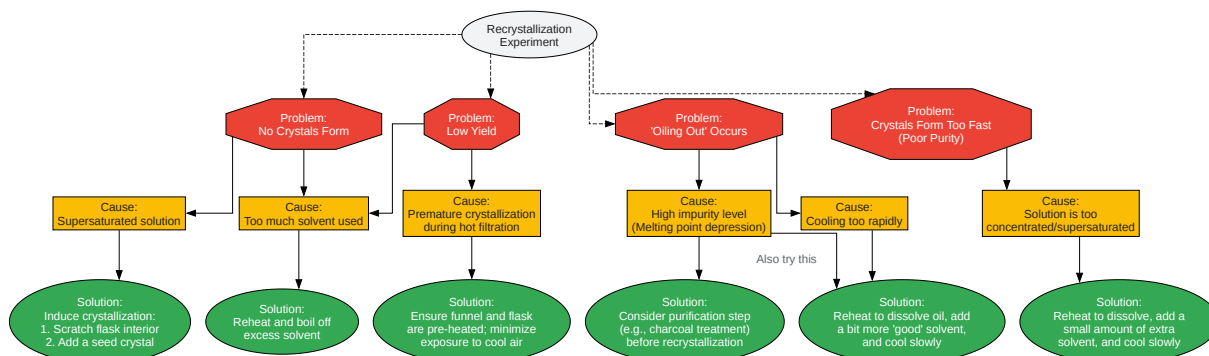 Recrystallization
Experiment
Problem:
No Crystals Form
Problem:
Low Yield
Problem:
'Oiling Out' Occurs
Problem:
Crystals Form Too Fast
(Poor Purity)
Cause:
Supersaturated solution
Cause:
Too much solvent used
Cause:
Premature crystallization
during hot filtration
Cause:
High impurity level
(Melting point depression)
Cause:
Cooling too rapidly
Cause:
Solution is too
concentrated/supersaturated
Also try this
Solution:
Induce crystallization:
1. Scratch flask interior
2. Add a seed crystal
Solution:
Reheat and boil off
excess solvent
Solution:
Ensure funnel and flask
are pre-heated; minimize
exposure to cool air
Solution:
Consider purification step
(e.g., charcoal treatment)
before recrystallization
Solution:
Reheat to dissolve oil, add
a bit more 'good' solvent,
and cool slowly
Solution:
Reheat to dissolve, add a
small amount of extra
solvent, and cool slowly